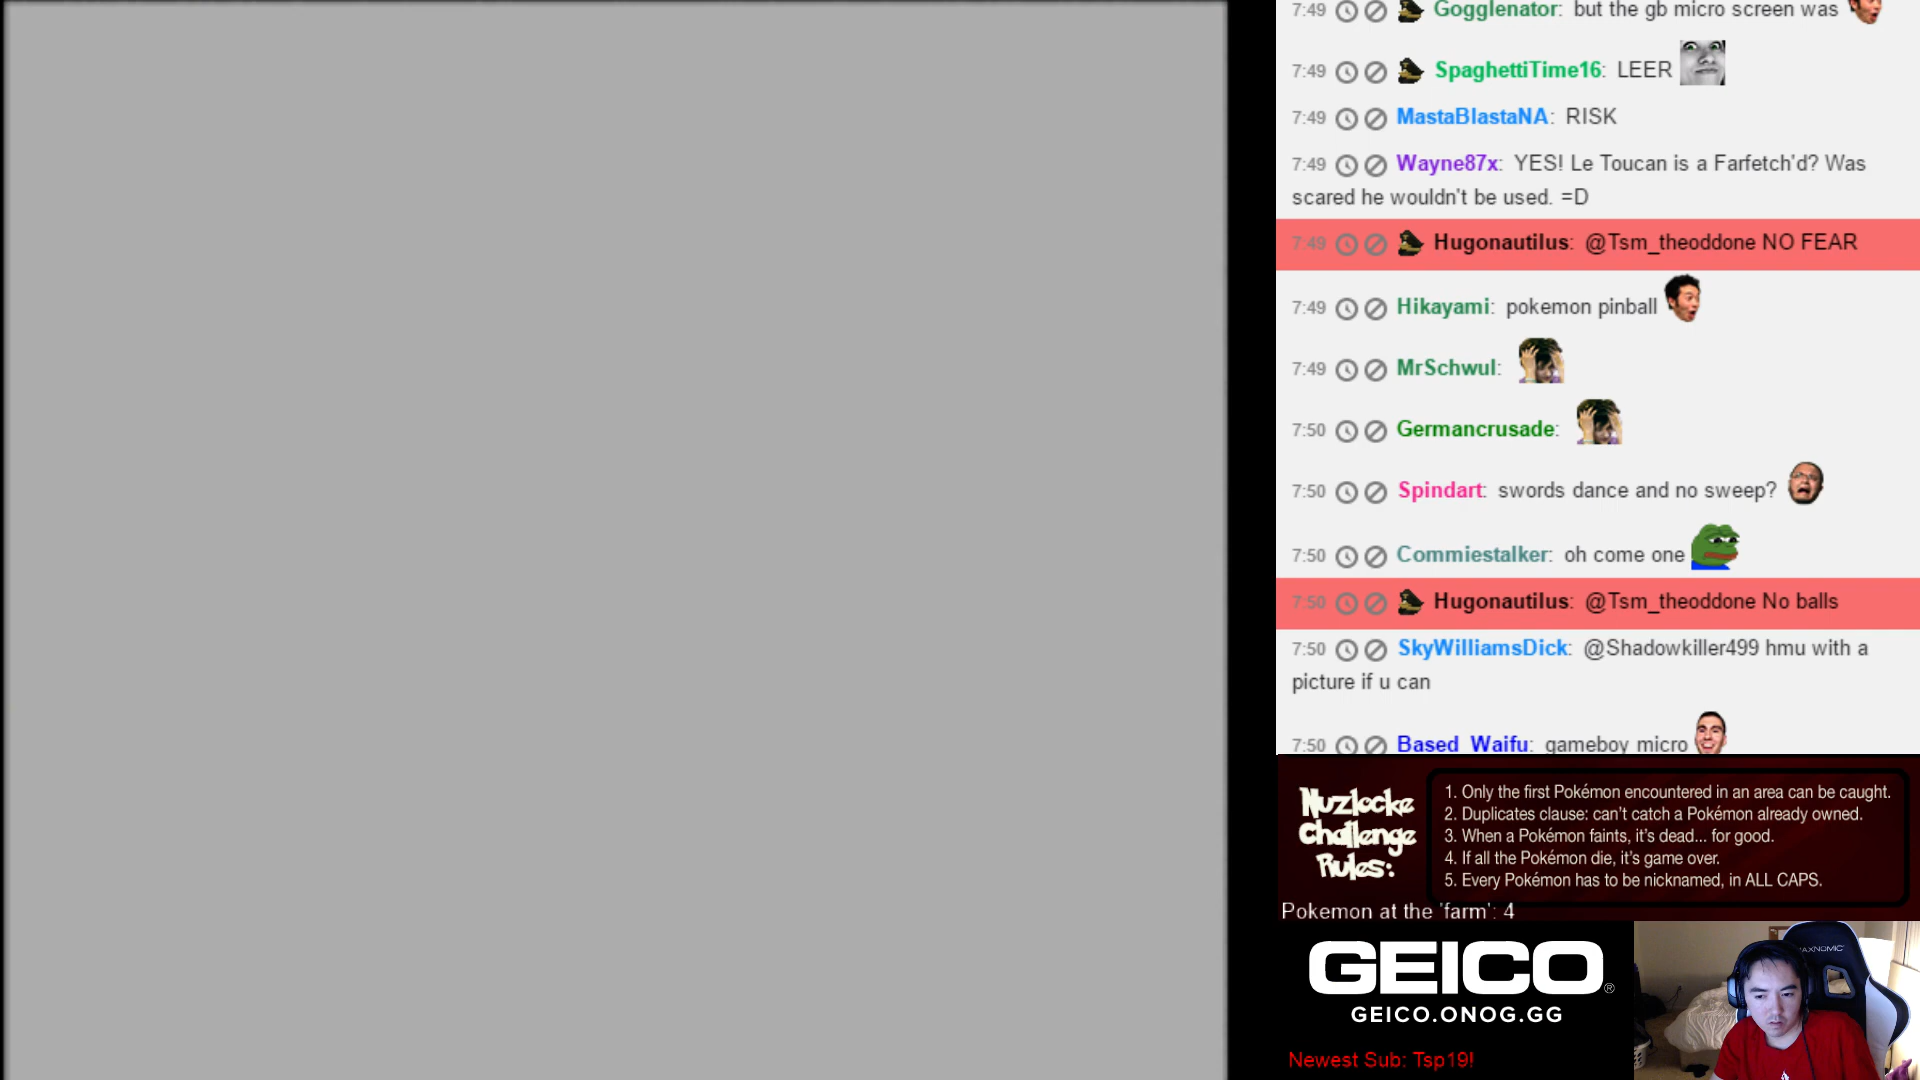 7:49 Gogglenator: but the gb micro screen was
7:49 SpaghettiTime16: LEER
7:49 MastaBlastaNA: RISK
7:49 Wayne87x: YES! Le Toucan is a Farfetch'd? Was
scared he wouldn't be used. =D
7:49 Hugonautilus: @Tsm_theoddone NO FEAR
7:49 Hikayami: pokemon pinball
7:49 MrSchwul:
7:50 Germancrusade:
7:50 Spindart: swords dance and no sweep?
7:50 Commiestalker: oh come one
7:50 Hugonautilus: @Tsm_theoddone No balls
7:50 SkyWilliamsDick: @Shadowkiller499 hmu with a
picture if u can
7:50 Based_Waifu: gameboy micro
Nuzlocke
Challenge
Rules:
1. Only the first Pokémon encountered in an area can be caught.
2. Duplicates clause: can't catch a Pokémon already owned.
3. When a Pokémon faints, it's dead... for good.
4. If all the Pokémon die, it's game over.
5. Every Pokémon has to be nicknamed, in ALL CAPS.
Pokemon at the 'farm': 4
GEICO®
GEICO.ONOG.GG
MAXNOMIC
Newest Sub: Tsp19!